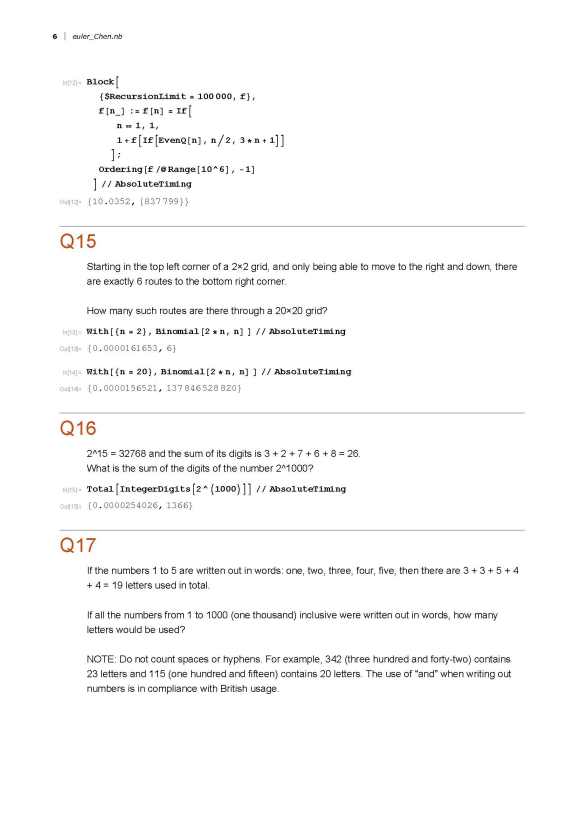 6 | euler_Chen.nb
In[12]:= Block[
{$RecursionLimit = 100 000, f},
f[n_] := f[n] = If[
n == 1, 1,
1 + f[If[EvenQ[n], n / 2, 3 * n + 1]]
];
Ordering[f /@ Range[10^6], -1]
] // AbsoluteTiming
Out[12]= {10.0352, {837 799}}
Q15
Starting in the top left corner of a 2×2 grid, and only being able to move to the right and down, there
are exactly 6 routes to the bottom right corner.
How many such routes are there through a 20×20 grid?
In[13]:= With[{n = 2}, Binomial[2 * n, n] ] // AbsoluteTiming
Out[13]= {0.0000161653, 6}
In[14]:= With[{n = 20}, Binomial[2 * n, n] ] // AbsoluteTiming
Out[14]= {0.0000156521, 137 846 528 820}
Q16
2^15 = 32768 and the sum of its digits is 3 + 2 + 7 + 6 + 8 = 26.
What is the sum of the digits of the number 2^1000?
In[15]:= Total[IntegerDigits[2 ^ (1000)]] // AbsoluteTiming
Out[15]= {0.0000254026, 1366}
Q17
If the numbers 1 to 5 are written out in words: one, two, three, four, five, then there are 3 + 3 + 5 + 4
+ 4 = 19 letters used in total.
If all the numbers from 1 to 1000 (one thousand) inclusive were written out in words, how many
letters would be used?
NOTE: Do not count spaces or hyphens. For example, 342 (three hundred and forty-two) contains
23 letters and 115 (one hundred and fifteen) contains 20 letters. The use of "and" when writing out
numbers is in compliance with British usage.